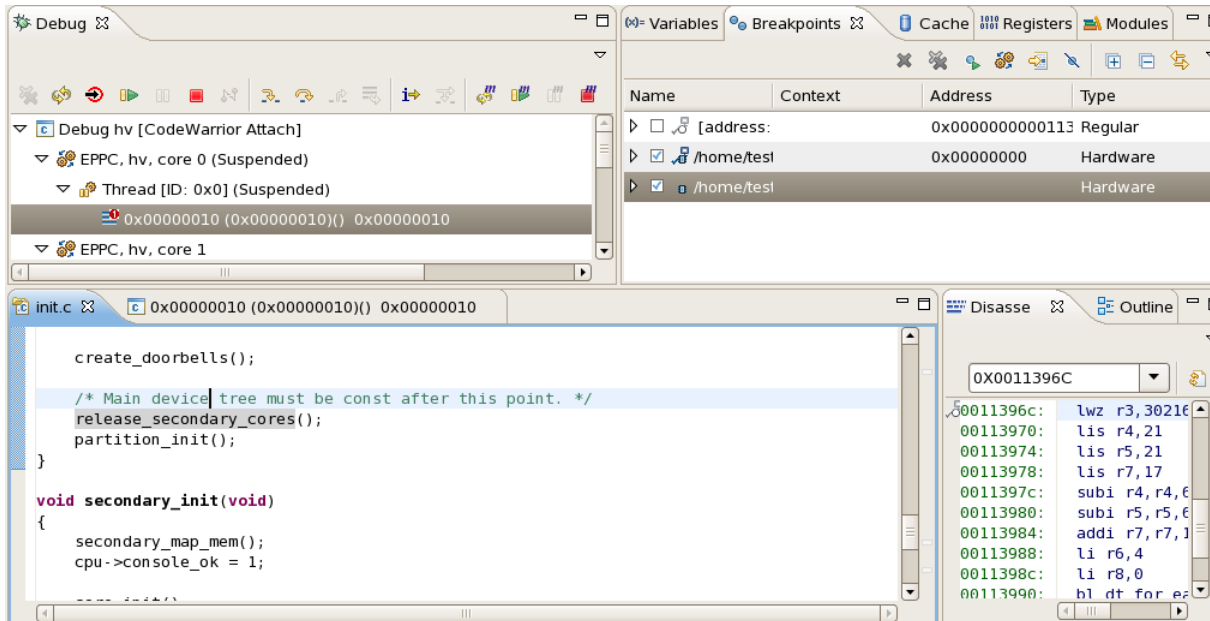 Debug
Debug hv [CodeWarrior Attach]
EPPC, hv, core 0 (Suspended)
Thread [ID: 0x0] (Suspended)
0x00000010 (0x00000010)() 0x00000010
EPPC, hv, core 1
(x)= Variables Breakpoints Cache Registers Modules
Name Context Address Type
[address: 0x0000000000113 Regular
/home/test 0x00000000 Hardware
/home/test Hardware
init.c 0x00000010 (0x00000010)() 0x00000010
create_doorbells();
/* Main device tree must be const after this point. */
release_secondary_cores();
partition_init();
}
void secondary_init(void)
{
secondary_map_mem();
cpu->console_ok = 1;
Disasse Outline
0X0011396C
0011396c: lwz r3,30216
00113970: lis r4,21
00113974: lis r5,21
00113978: lis r7,17
0011397c: subi r4,r4,6
00113980: subi r5,r5,6
00113984: addi r7,r7,1
00113988: li r6,4
0011398c: li r8,0
00113990: bl dt_for_ea